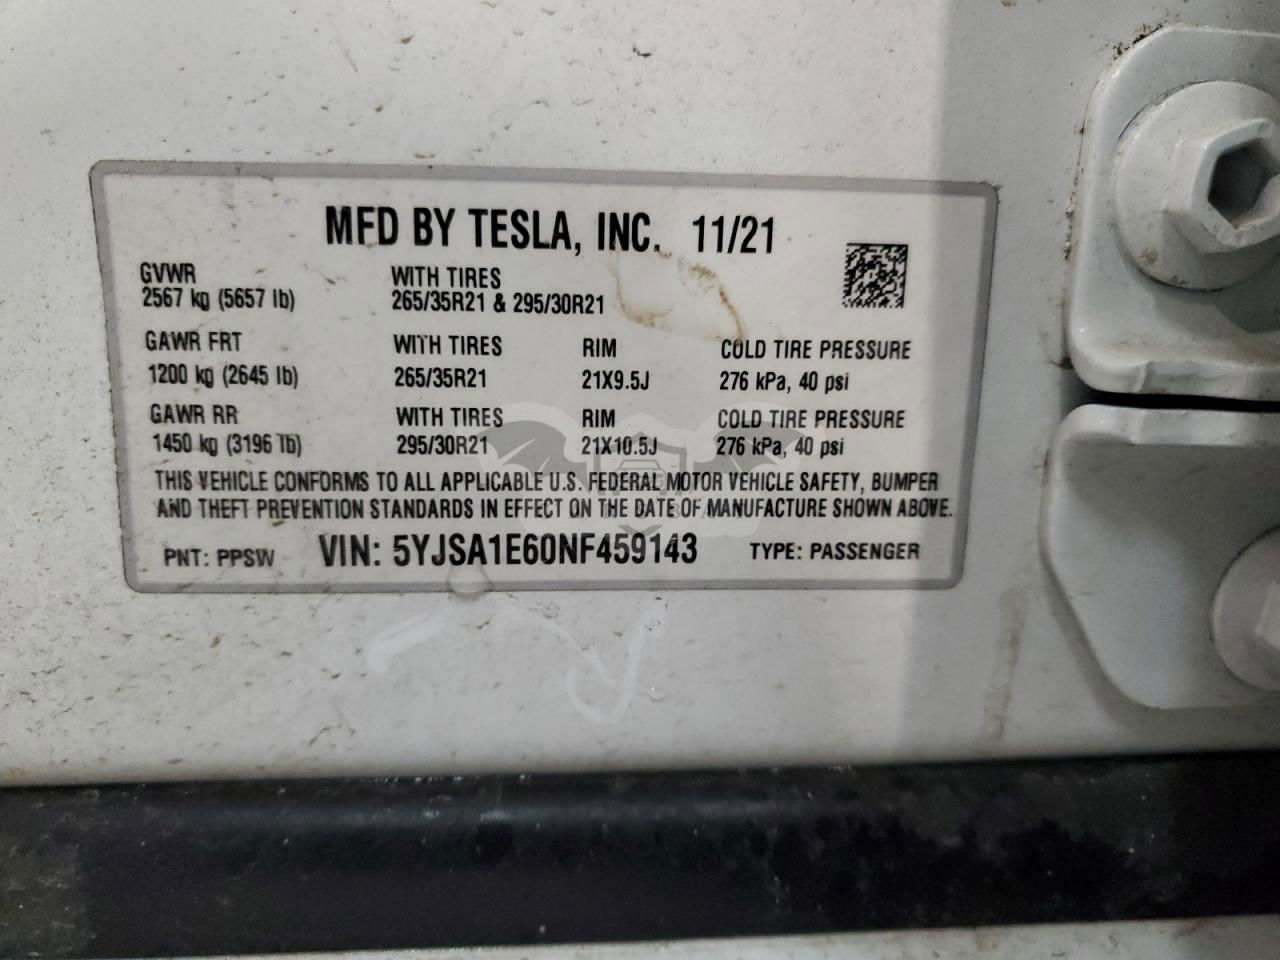 MFD BY TESLA, INC. 11/21
GVWR WITH TIRES
2567 kg (5657 lb) 265/35R21 & 295/30R21
GAWR FRT WITH TIRES RIM COLD TIRE PRESSURE
1200 kg (2645 lb) 265/35R21 21X9.5J 276 kPa, 40 psi
GAWR RR WITH TIRES RIM COLD TIRE PRESSURE
1450 kg (3196 lb) 295/30R21 21X10.5J 276 kPa, 40 psi
THIS VEHICLE CONFORMS TO ALL APPLICABLE U.S. FEDERAL MOTOR VEHICLE SAFETY, BUMPER
AND THEFT PREVENTION STANDARDS IN EFFECT ON THE DATE OF MANUFACTURE SHOWN ABOVE.
PNT: PPSW VIN: 5YJSA1E60NF459143 TYPE: PASSENGER